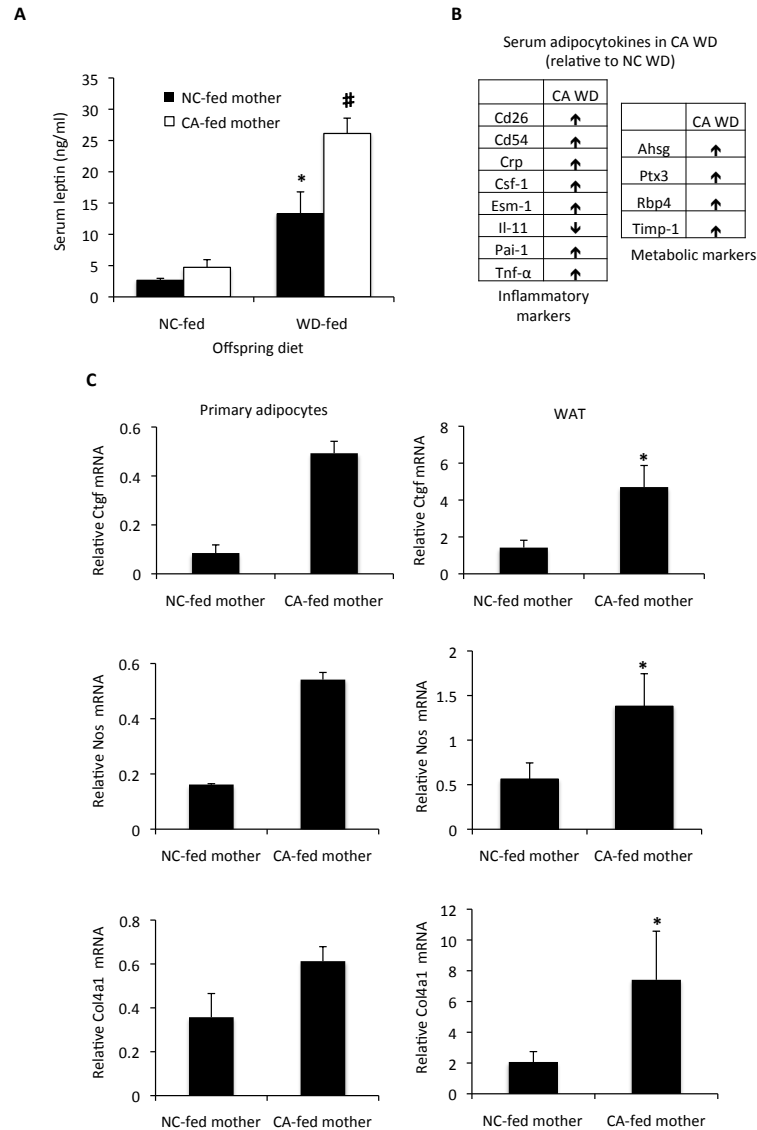 A
Serum leptin (ng/ml)
35
30
25
20
15
10
5
0
NC-fed mother
CA-fed mother
*
#
NC-fed
WD-fed
Offspring diet
B
Serum adipocytokines in CA WD
(relative to NC WD)
CA WD
Cd26 ↑
Cd54 ↑
Crp ↑
Csf-1 ↑
Esm-1 ↑
Il-11 ↓
Pai-1 ↑
Tnf-α ↑
Inflammatory
markers
CA WD
Ahsg ↑
Ptx3 ↑
Rbp4 ↑
Timp-1 ↑
Metabolic markers
C
Primary adipocytes
Relative Ctgf mRNA
0.6
0.4
0.2
0
NC-fed mother CA-fed mother
WAT
Relative Ctgf mRNA
8
6
4
2
0
*
NC-fed mother CA-fed mother
Relative Nos mRNA
0.6
0.4
0.2
0
NC-fed mother CA-fed mother
Relative Nos mRNA
2
1.5
1
0.5
0
*
NC-fed mother CA-fed mother
Relative Col4a1 mRNA
0.8
0.6
0.4
0.2
0
NC-fed mother CA-fed mother
Relative Col4a1 mRNA
12
10
8
6
4
2
0
*
NC-fed mother CA-fed mother